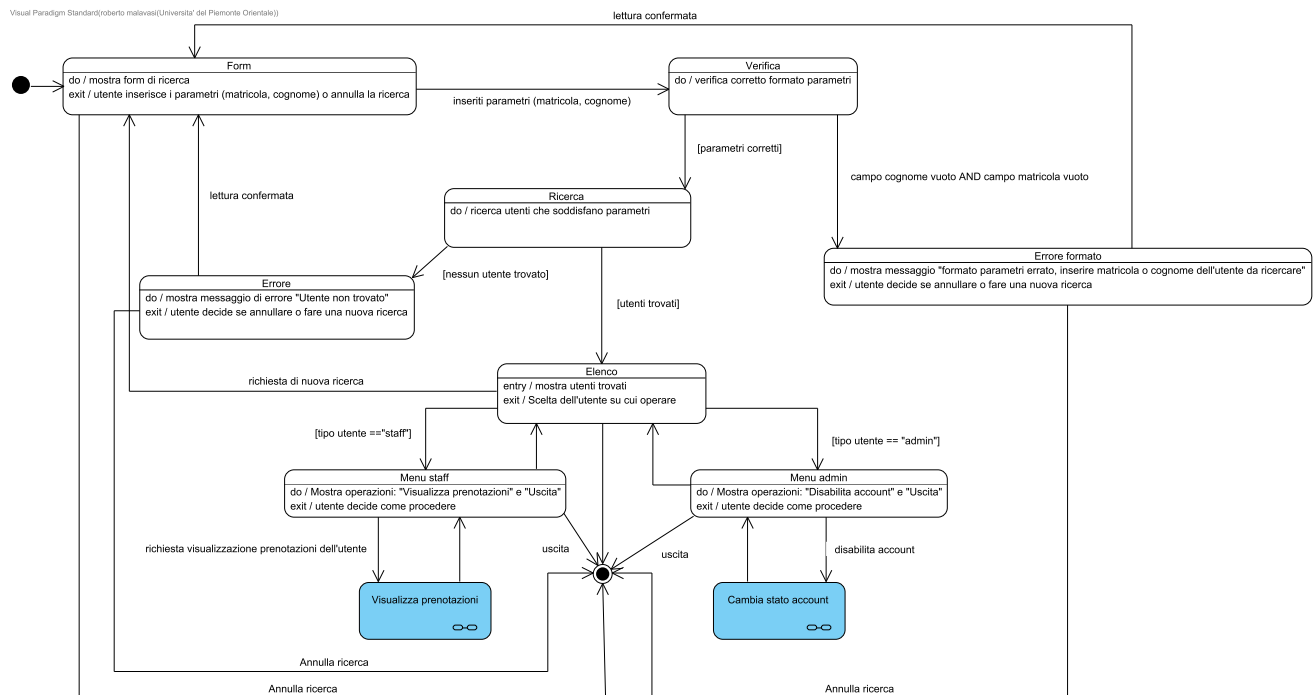 Visual Paradigm Standard(roberto malavasi(Universita' del Piemonte Orientale))
lettura confermata
Form
do / mostra form di ricerca
exit / utente inserisce i parametri (matricola, cognome) o annulla la ricerca
inseriti parametri (matricola, cognome)
Verifica
do / verifica corretto formato parametri
[parametri corretti]
campo cognome vuoto AND campo matricola vuoto
lettura confermata
Ricerca
do / ricerca utenti che soddisfano parametri
[nessun utente trovato]
[utenti trovati]
Errore formato
do / mostra messaggio "formato parametri errato, inserire matricola o cognome dell'utente da ricercare"
exit / utente decide se annullare o fare una nuova ricerca
Errore
do / mostra messaggio di errore "Utente non trovato"
exit / utente decide se annullare o fare una nuova ricerca
richiesta di nuova ricerca
Elenco
entry / mostra utenti trovati
exit / Scelta dell'utente su cui operare
[tipo utente =="staff"]
[tipo utente == "admin"]
Menu staff
do / Mostra operazioni: "Visualizza prenotazioni" e "Uscita"
exit / utente decide come procedere
Menu admin
do / Mostra operazioni: "Disabilita account" e "Uscita"
exit / utente decide come procedere
richiesta visualizzazione prenotazioni dell'utente
uscita
uscita
disabilita account
Visualizza prenotazioni
Cambia stato account
Annulla ricerca
Annulla ricerca
Annulla ricerca